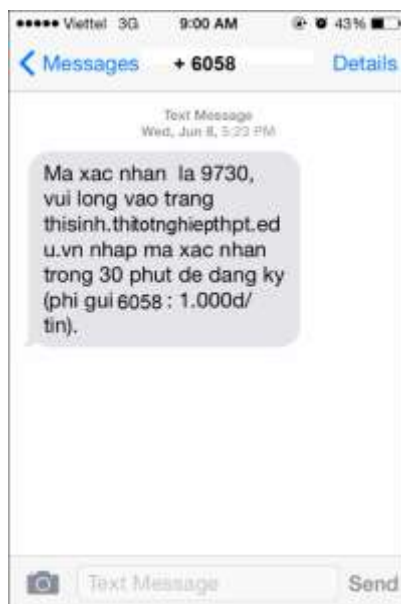 Viettel 3G 9:00 AM 43%
Messages + 6058 Details
Text Message
Wed, Jun 8, 5:23 PM
Ma xac nhan la 9730,
vui long vao trang
thisinh.thitotnghiepthpt.ed
u.vn nhap ma xac nhan
trong 30 phut de dang ky
(phi gui 6058 : 1.000d/
tin).
Text Message Send